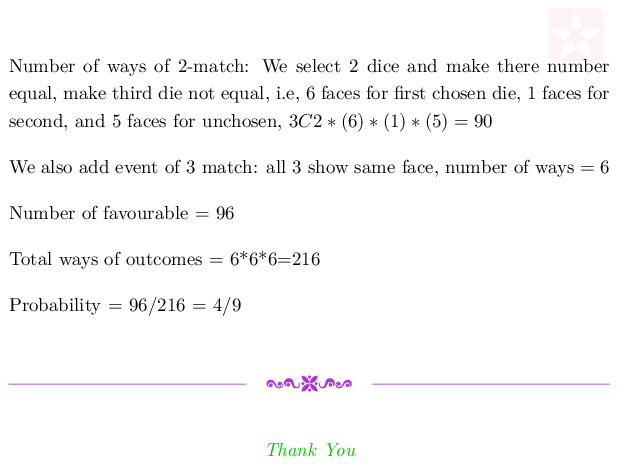 Number of ways of 2-match: We select 2 dice and make there number
equal, make third die not equal, i.e, 6 faces for first chosen die, 1 faces for
second, and 5 faces for unchosen, 3C2 * (6) * (1) * (5) = 90
We also add event of 3 match: all 3 show same face, number of ways = 6
Number of favourable = 96
Total ways of outcomes = 6*6*6=216
Probability = 96/216 = 4/9
Thank You